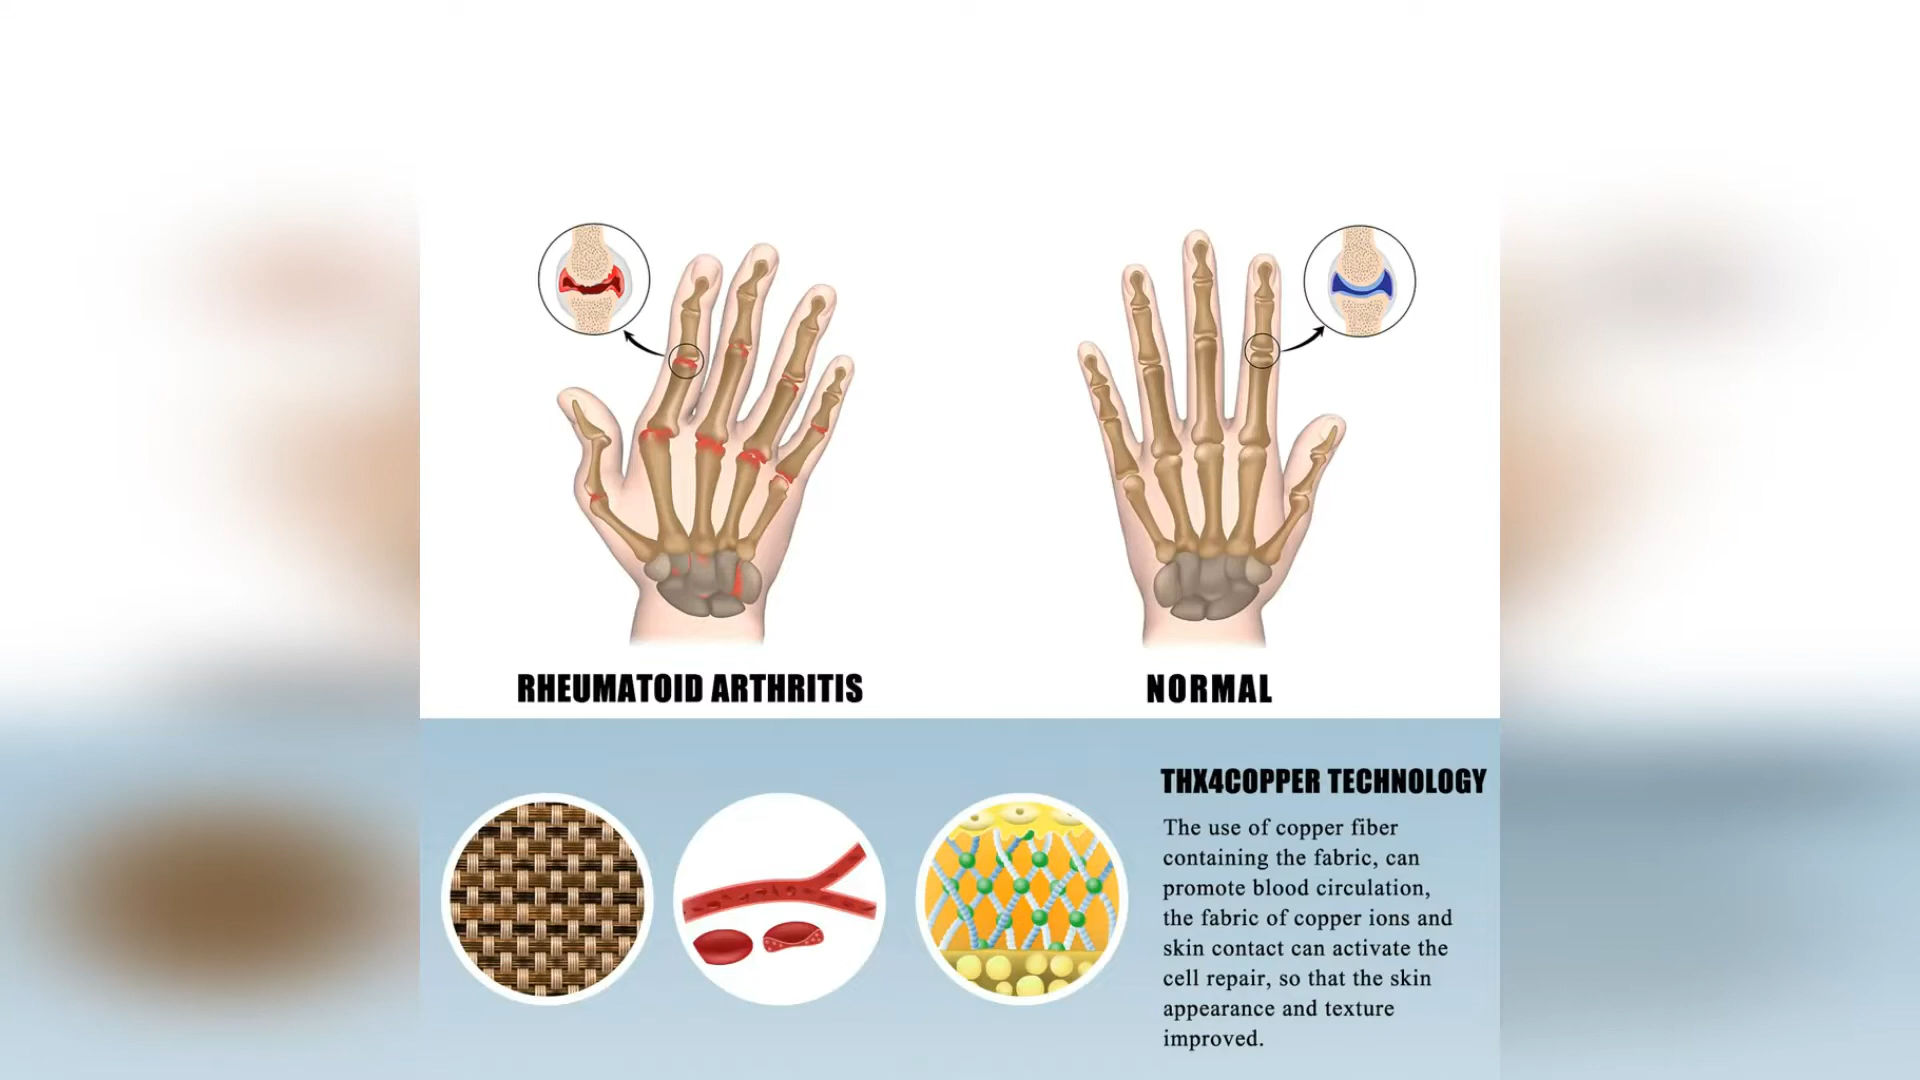 RHEUMATOID ARTHRITIS
NORMAL
THX4COPPER TECHNOLOGY
The use of copper fiber
containing the fabric, can
promote blood circulation,
the fabric of copper ions and
skin contact can activate the
cell repair, so that the skin
appearance and texture
improved.